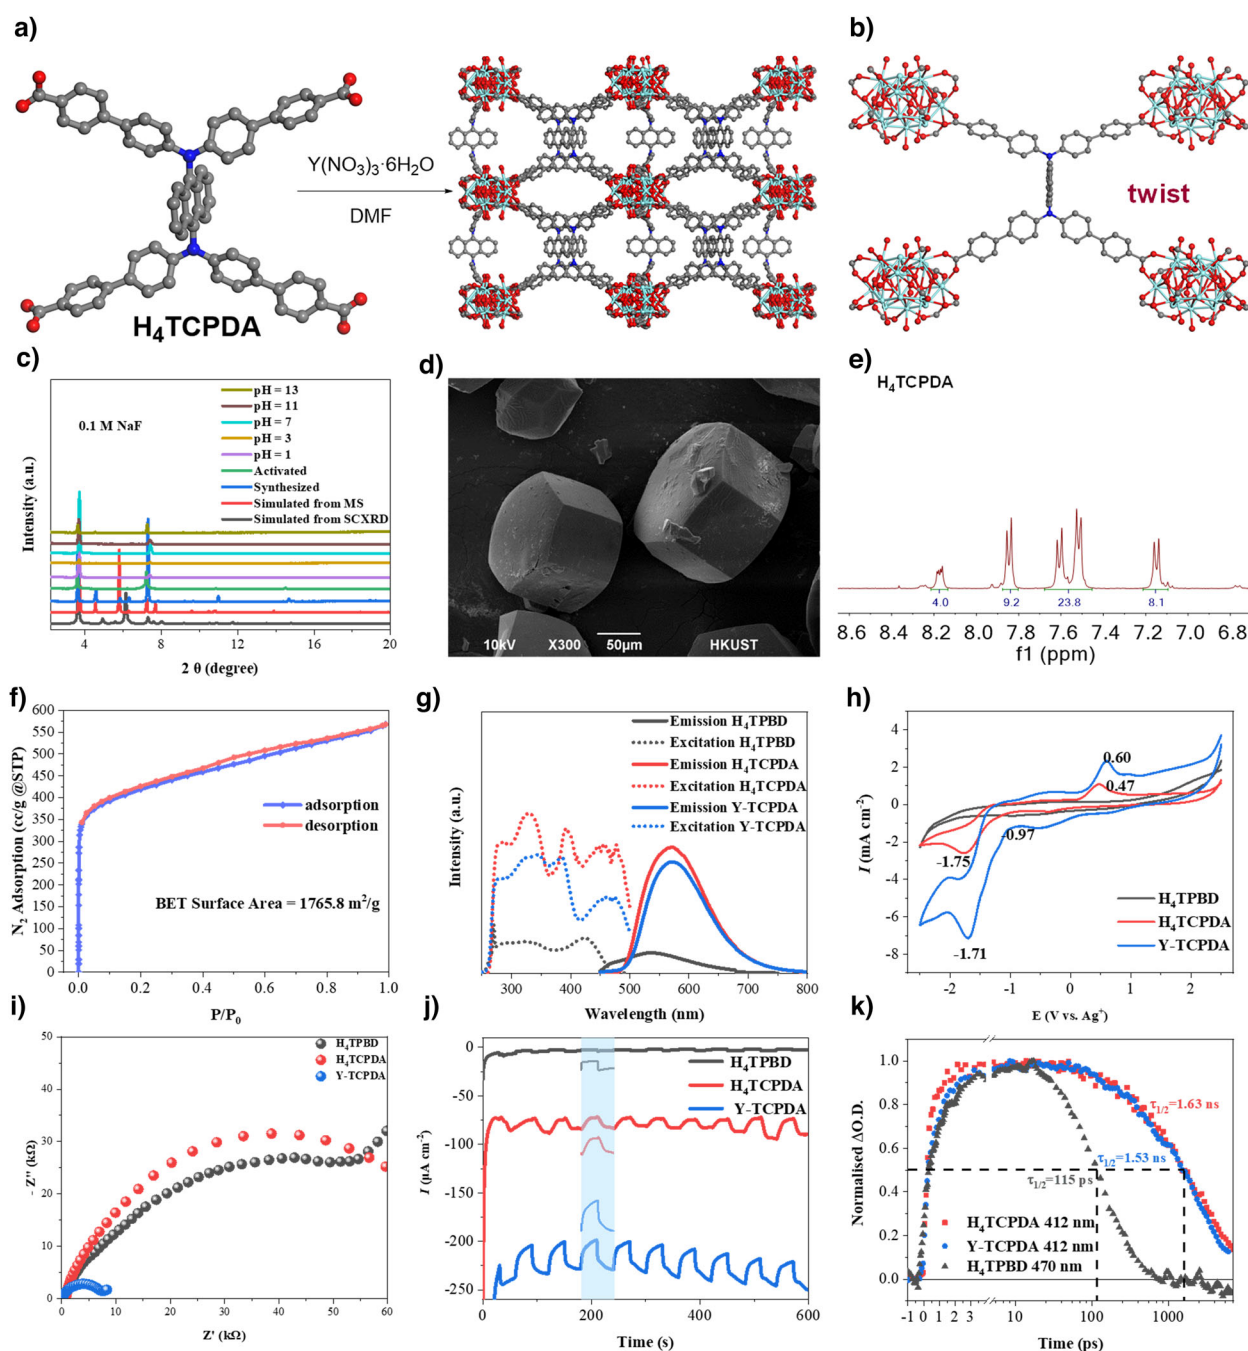 a)
H₄TCPDA
Y(NO₃)₃·6H₂O
DMF
b)
twist
c)
0.1 M NaF
pH = 13
pH = 11
pH = 7
pH = 3
pH = 1
Activated
Synthesized
Simulated from MS
Simulated from SCXRD
Intensity (a.u.)
4 8 12 16 20
2 θ (degree)
d)
10kV X300 50µm HKUST
e)
H₄TCPDA
4.0 9.2 23.8 8.1
8.6 8.4 8.2 8.0 7.8 7.6 7.4 7.2 7.0 6.8
f1 (ppm)
f)
N₂ Adsorption (cc/g @STP)
600
550
500
450
400
350
300
250
200
150
100
50
0
adsorption
desorption
BET Surface Area = 1765.8 m²/g
0.0 0.2 0.4 0.6 0.8 1.0
P/P₀
g)
Intensity (a.u.)
Emission H₄TPBD
Excitation H₄TPBD
Emission H₄TCPDA
Excitation H₄TCPDA
Emission Y-TCPDA
Excitation Y-TCPDA
300 400 500 600 700 800
Wavelength (nm)
h)
I (mA cm⁻²)
4
2
0
-2
-4
-6
-8
0.60
0.47
-0.97
-1.75
-1.71
H₄TPBD
H₄TCPDA
Y-TCPDA
-2 -1 0 1 2
E (V vs. Ag⁺)
i)
- Z'' (kΩ)
50
40
30
20
10
0
H₄TPBD
H₄TCPDA
Y-TCPDA
0 10 20 30 40 50 60
Z' (kΩ)
j)
I (µA cm⁻²)
0
-50
-100
-150
-200
-250
H₄TPBD
H₄TCPDA
Y-TCPDA
0 200 400 600
Time (s)
k)
Normalised ΔO.D.
1.0
0.8
0.6
0.4
0.2
0.0
τ₁/₂=1.63 ns
τ₁/₂=1.53 ns
τ₁/₂=115 ps
H₄TCPDA 412 nm
Y-TCPDA 412 nm
H₄TPBD 470 nm
-1 0 1 2 3 10 100 1000
Time (ps)